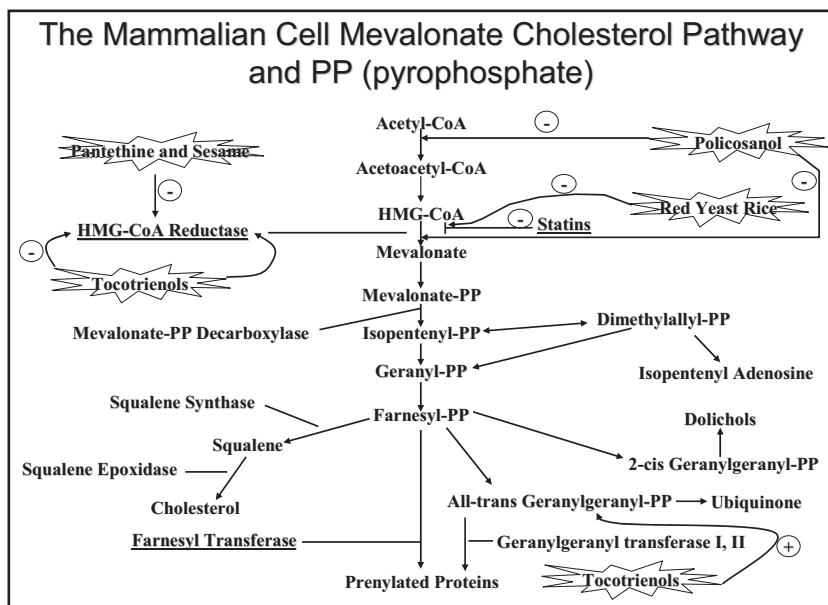 The Mammalian Cell Mevalonate Cholesterol Pathway
and PP (pyrophosphate)
Acetyl-CoA
-
Pantethine and Sesame
Policosanol
Acetoacetyl-CoA
-
-
-
HMG-CoA
Red Yeast Rice
HMG-CoA Reductase
-
Statins
-
Mevalonate
Tocotrienols
Mevalonate-PP
Mevalonate-PP Decarboxylase
Isopentenyl-PP
Dimethylallyl-PP
Geranyl-PP
Isopentenyl Adenosine
Squalene Synthase
Farnesyl-PP
Dolichols
Squalene
2-cis Geranylgeranyl-PP
Squalene Epoxidase
Cholesterol
All-trans Geranylgeranyl-PP
Ubiquinone
Farnesyl Transferase
Geranylgeranyl transferase I, II
+
Prenylated Proteins
Tocotrienols